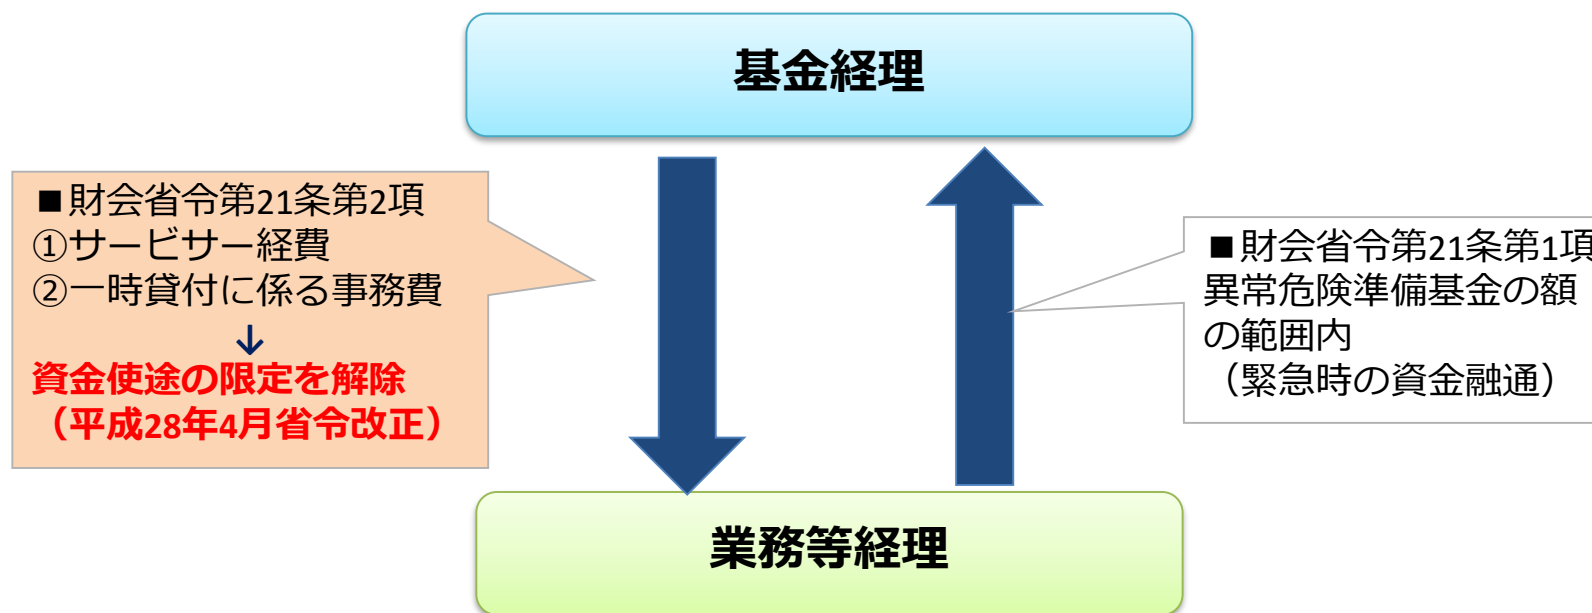 基金経理
■財会省令第21条第2項
①サービサー経費
②一時貸付に係る事務費
↓
資金使途の限定を解除
（平成28年4月省令改正）
■財会省令第21条第1項
異常危険準備基金の額
の範囲内
（緊急時の資金融通）
業務等経理